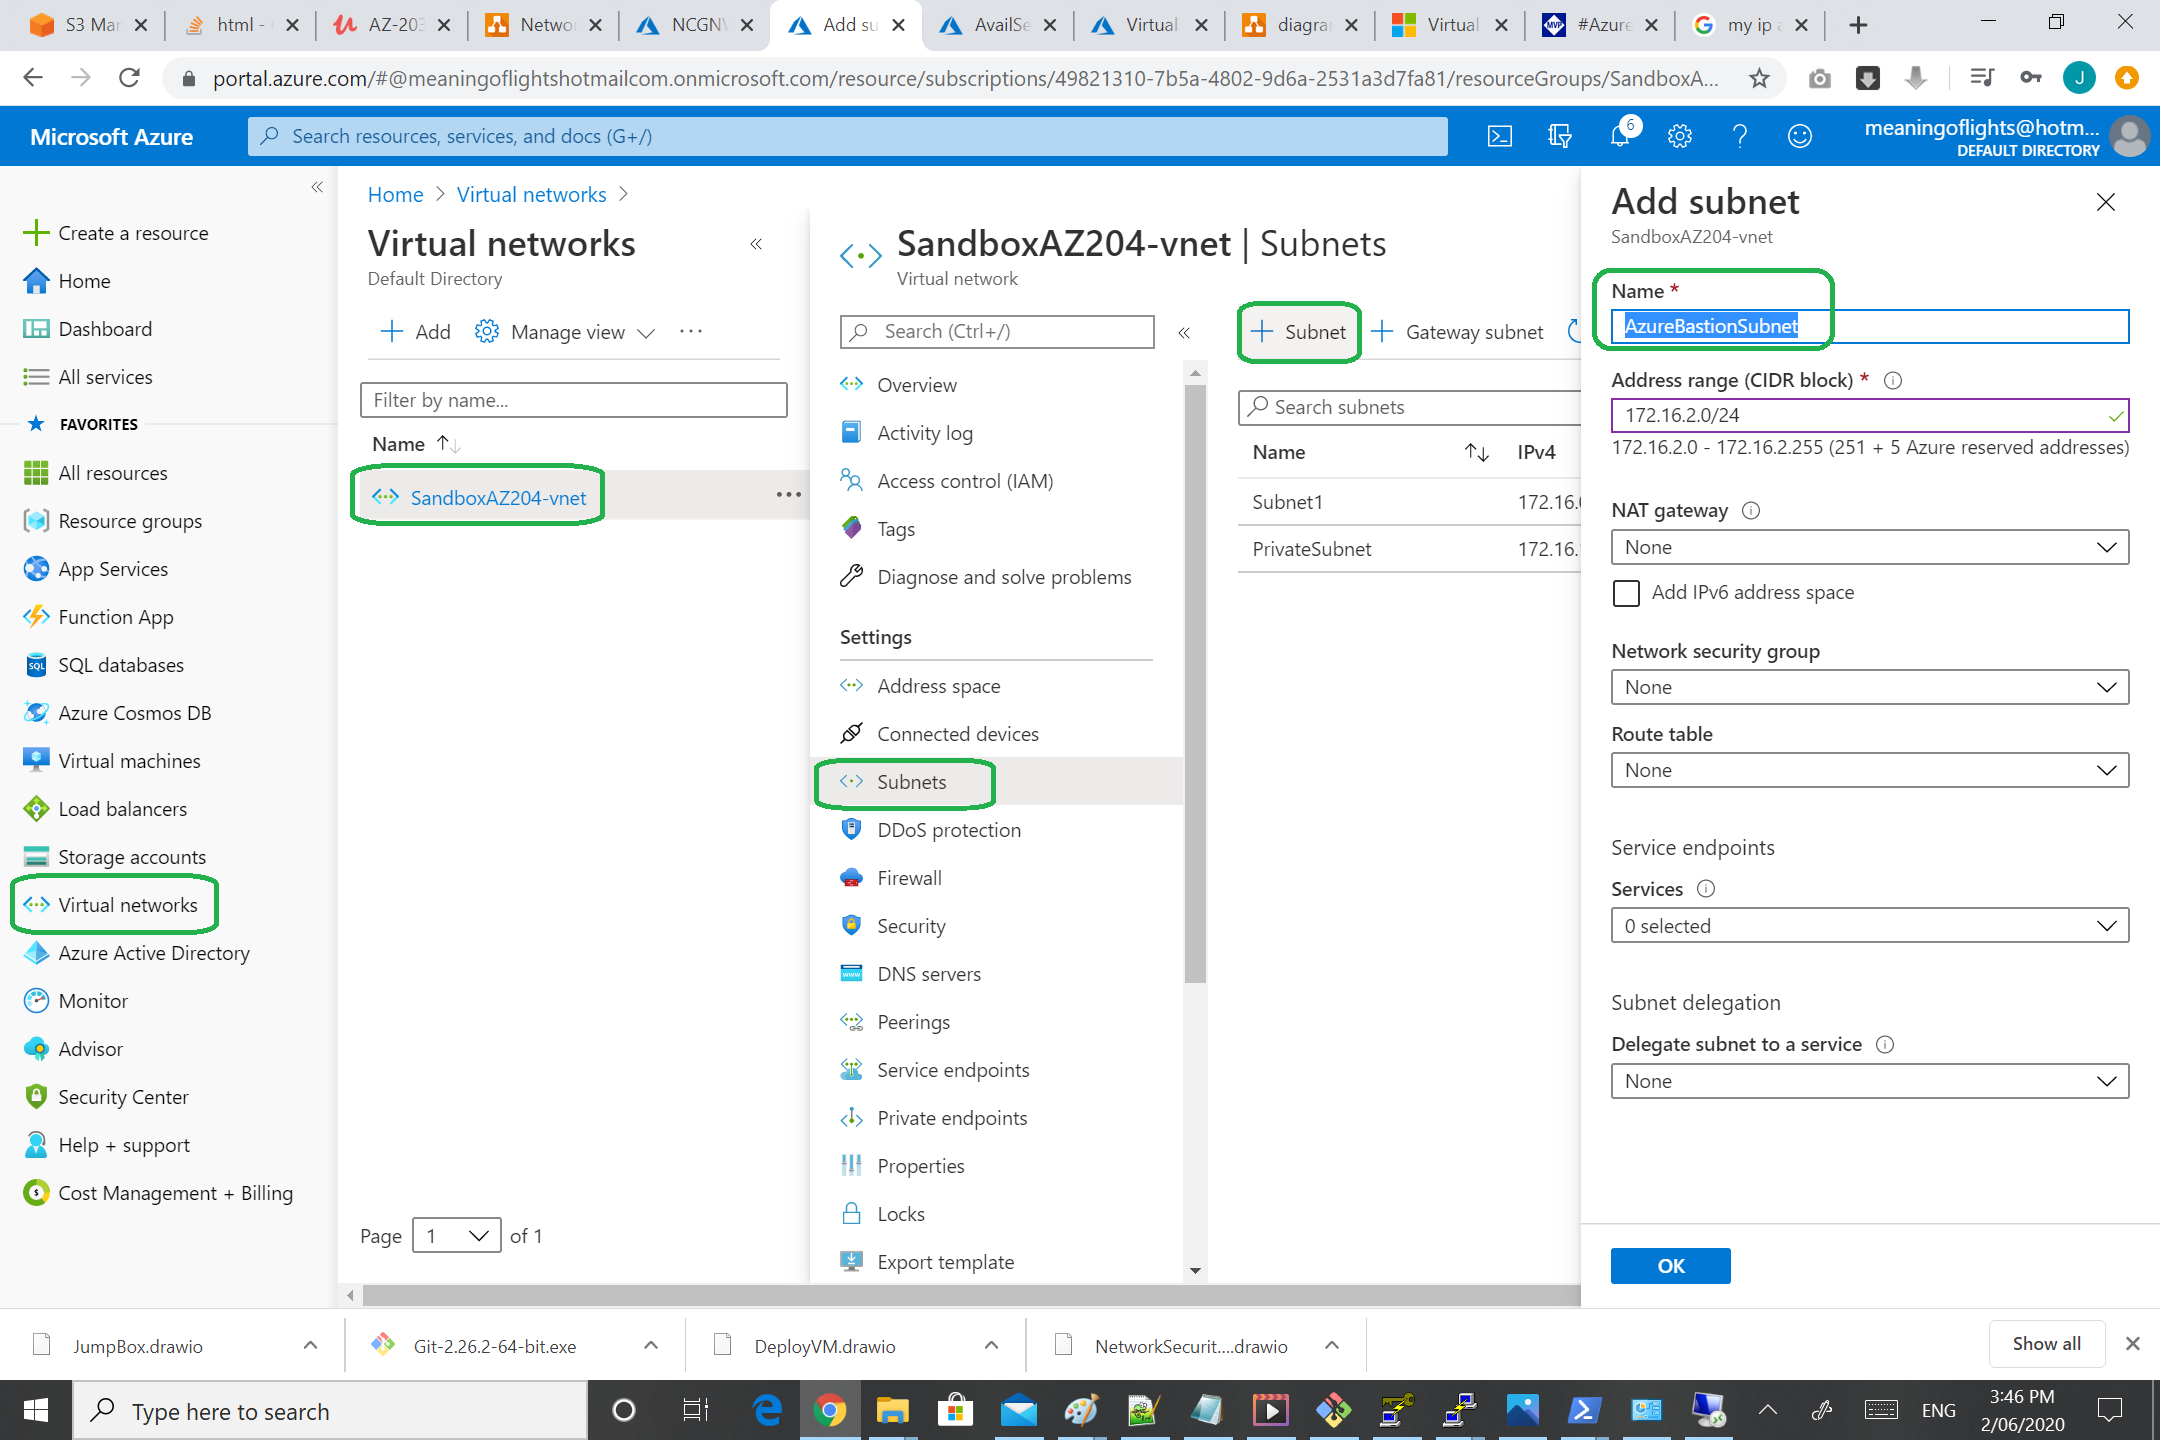 S3 Mar
html -
AZ-203
Networ
NCGN
Add su
AvailSe
Virtual
diagrar
Virtual
#Azure
my ip a
portal.azure.com/#@meaningoflightshotmailcom.onmicrosoft.com/resource/subscriptions/49821310-7b5a-4802-9d6a-2531a3d7fa81/resourceGroups/SandboxA...
J
Microsoft Azure
Search resources, services, and docs (G+/)
6
meaningoflights@hotm...
DEFAULT DIRECTORY
Create a resource
Home
Dashboard
All services
FAVORITES
All resources
Resource groups
App Services
Function App
SQL databases
Azure Cosmos DB
Virtual machines
Load balancers
Storage accounts
Virtual networks
Azure Active Directory
Monitor
Advisor
Security Center
Help + support
Cost Management + Billing
Home > Virtual networks >
Virtual networks
Default Directory
Add
Manage view
...
Filter by name...
Name
SandboxAZ204-vnet
...
Page 1 of 1
SandboxAZ204-vnet | Subnets
Virtual network
Search (Ctrl+/)
Overview
Activity log
Access control (IAM)
Tags
Diagnose and solve problems
Settings
Address space
Connected devices
Subnets
DDoS protection
Firewall
Security
DNS servers
Peerings
Service endpoints
Private endpoints
Properties
Locks
Export template
+ Subnet
+ Gateway subnet
Search subnets
Name IPv4
Subnet1 172.16.
PrivateSubnet 172.16.
Add subnet
SandboxAZ204-vnet
Name *
AzureBastionSubnet
Address range (CIDR block) *
172.16.2.0/24
172.16.2.0 - 172.16.2.255 (251 + 5 Azure reserved addresses)
NAT gateway
None
Add IPv6 address space
Network security group
None
Route table
None
Service endpoints
Services
0 selected
Subnet delegation
Delegate subnet to a service
None
OK
JumpBox.drawio
Git-2.26.2-64-bit.exe
DeployVM.drawio
NetworkSecurit....drawio
Show all
Type here to search
ENG
3:46 PM
2/06/2020